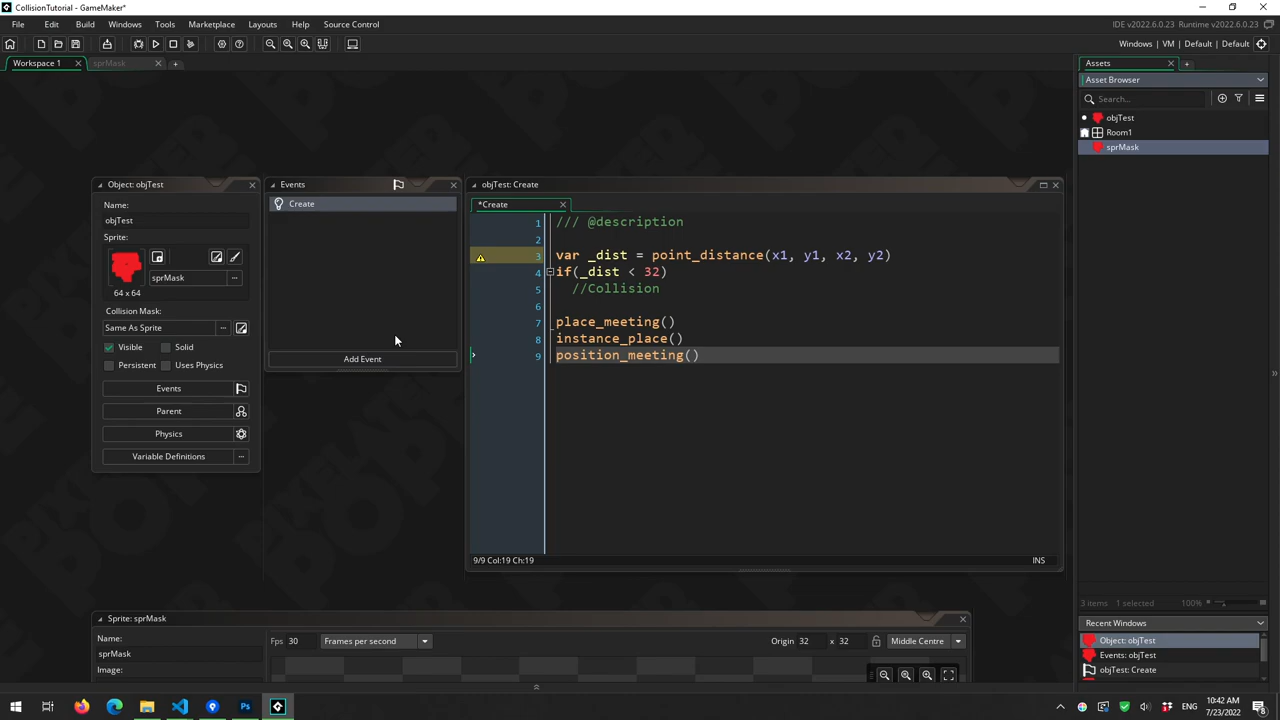 CollisionTutorial - GameMaker*
File Edit Build Windows Tools Marketplace Layouts Help Source Control
IDE v2022.6.0.23 Runtime v2022.6.0.23
Windows | VM | Default | Default
Workspace 1
sprMask
Assets
Asset Browser
Search...
objTest
Room1
sprMask
Object: objTest
Name:
objTest
Sprite:
sprMask
64 x 64
Collision Mask:
Same As Sprite
Visible Solid
Persistent Uses Physics
Events
Parent
Physics
Variable Definitions
Events
Create
Add Event
objTest: Create
*Create
1 /// @description
2
3 var _dist = point_distance(x1, y1, x2, y2)
4 if(_dist < 32)
5 //Collision
6
7 place_meeting()
8 instance_place()
9 position_meeting()
9/9 Col:19 Ch:19
INS
Sprite: sprMask
Name:
sprMask
Image:
Fps 30 Frames per second
Origin 32 x 32 Middle Centre
3 items 1 selected 100%
Recent Windows
Object: objTest
Events: objTest
objTest: Create
ENG
10:42 AM
7/23/2022
8